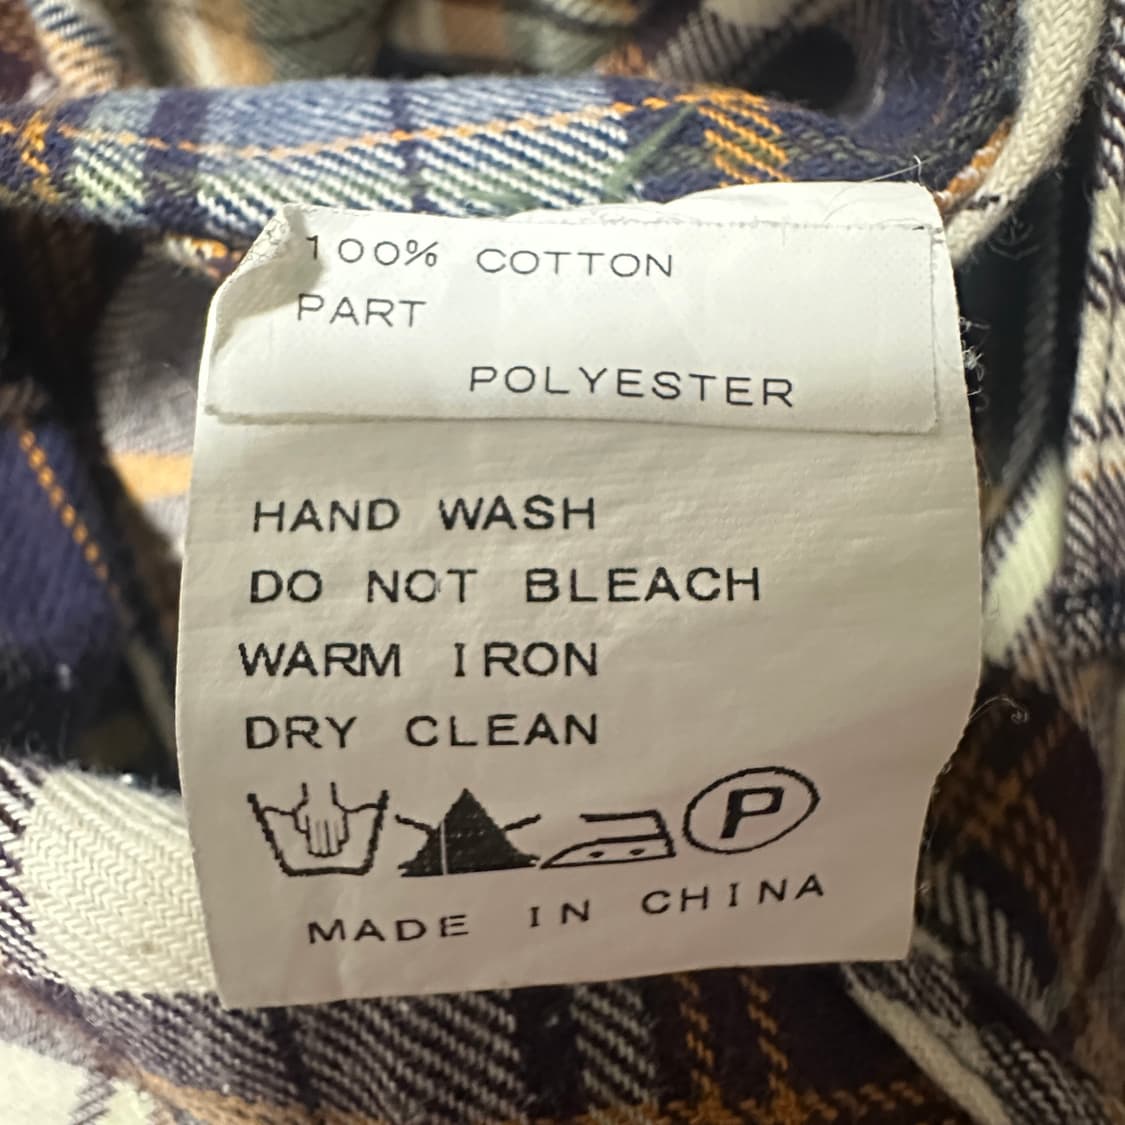 100% COTTON
PART
POLYESTER
HAND WASH
DO NOT BLEACH
WARM IRON
DRY CLEAN
P
MADE IN CHINA